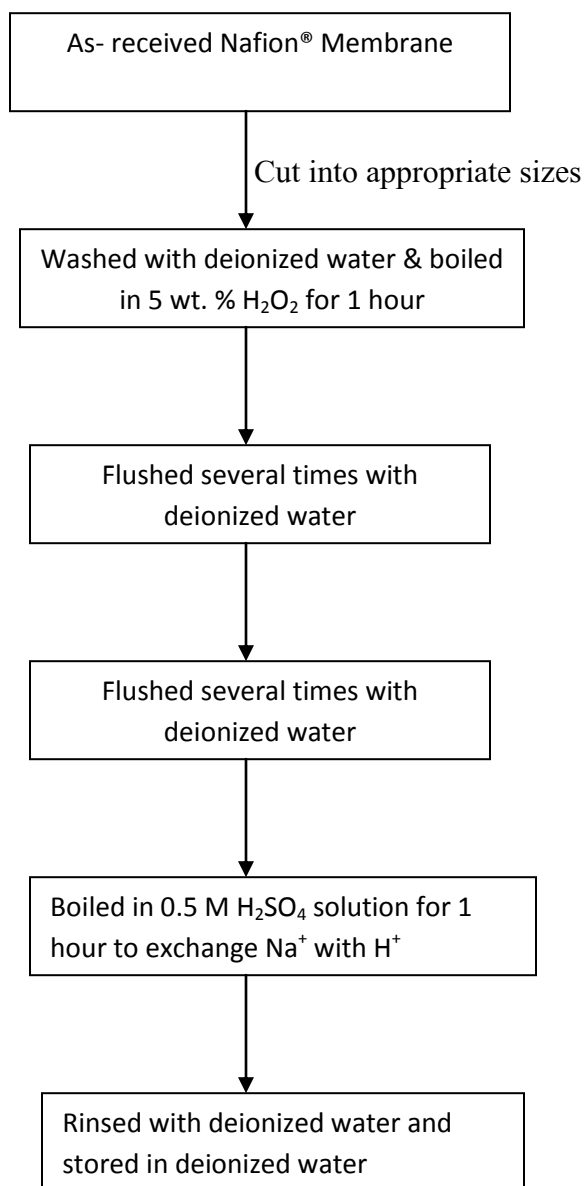 As- received Nafion® Membrane
Cut into appropriate sizes
Washed with deionized water & boiled
in 5 wt. % H₂O₂ for 1 hour
Flushed several times with
deionized water
Flushed several times with
deionized water
Boiled in 0.5 M H₂SO₄ solution for 1
hour to exchange Na⁺ with H⁺
Rinsed with deionized water and
stored in deionized water